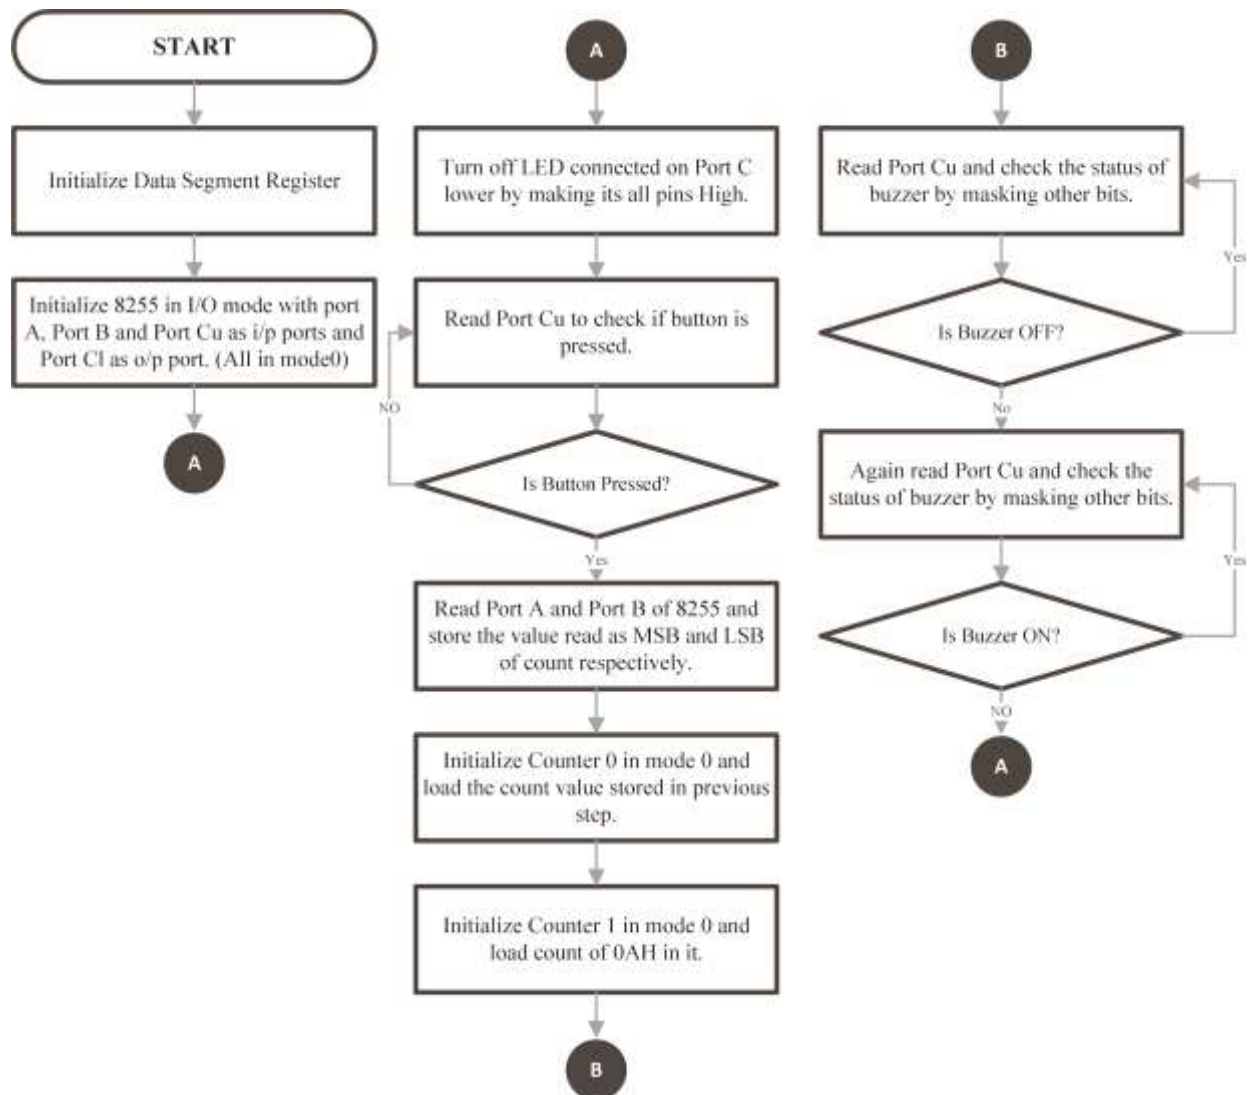 START
Initialize Data Segment Register
Initialize 8255 in I/O mode with port
A, Port B and Port Cu as i/p ports and
Port Cl as o/p port. (All in mode0)
A
A
Turn off LED connected on Port C
lower by making its all pins High.
Read Port Cu to check if button is
pressed.
NO
Is Button Pressed?
Yes
Read Port A and Port B of 8255 and
store the value read as MSB and LSB
of count respectively.
Initialize Counter 0 in mode 0 and
load the count value stored in previous
step.
Initialize Counter 1 in mode 0 and
load count of 0AH in it.
B
B
Read Port Cu and check the status of
buzzer by masking other bits.
Yes
Is Buzzer OFF?
No
Again read Port Cu and check the
status of buzzer by masking other bits.
Yes
Is Buzzer ON?
NO
A